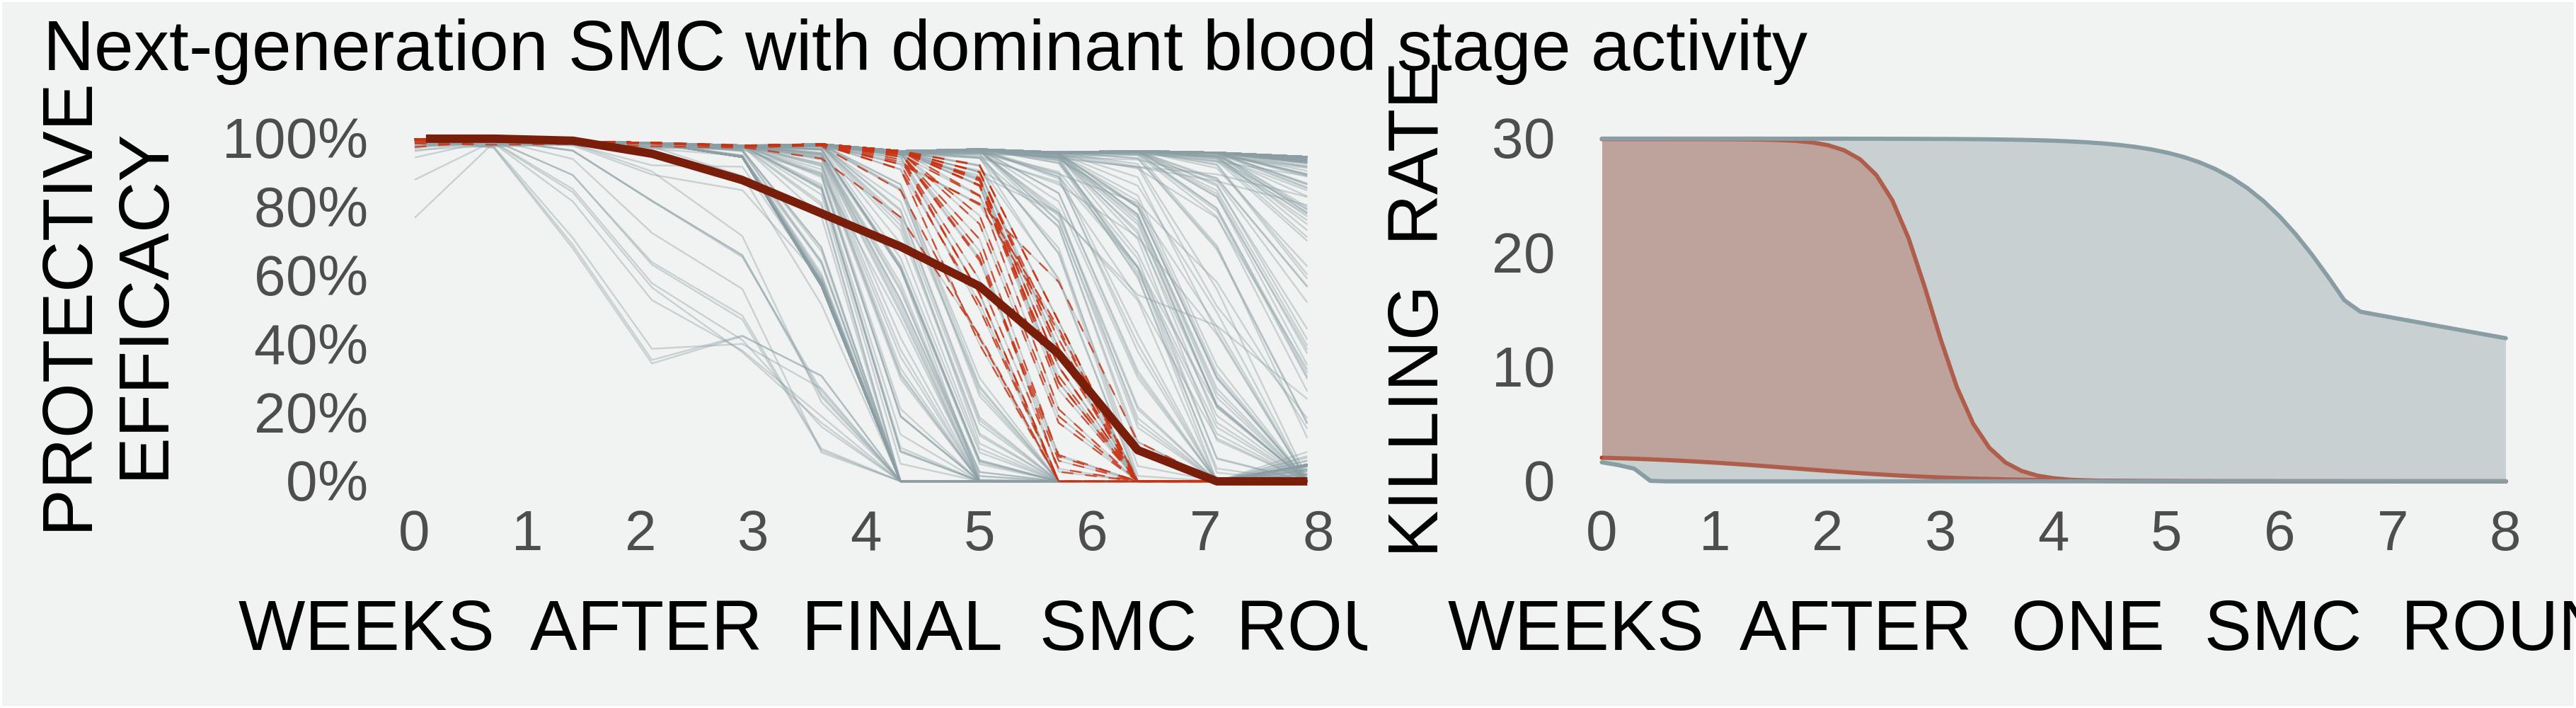 Next-generation SMC with dominant blood stage activity
PROTECTIVE
EFFICACY
100%
80%
60%
40%
20%
0%
0 1 2 3 4 5 6 7 8
WEEKS AFTER FINAL SMC ROU
KILLING RATE
30
20
10
0
0 1 2 3 4 5 6 7 8
WEEKS AFTER ONE SMC ROUN